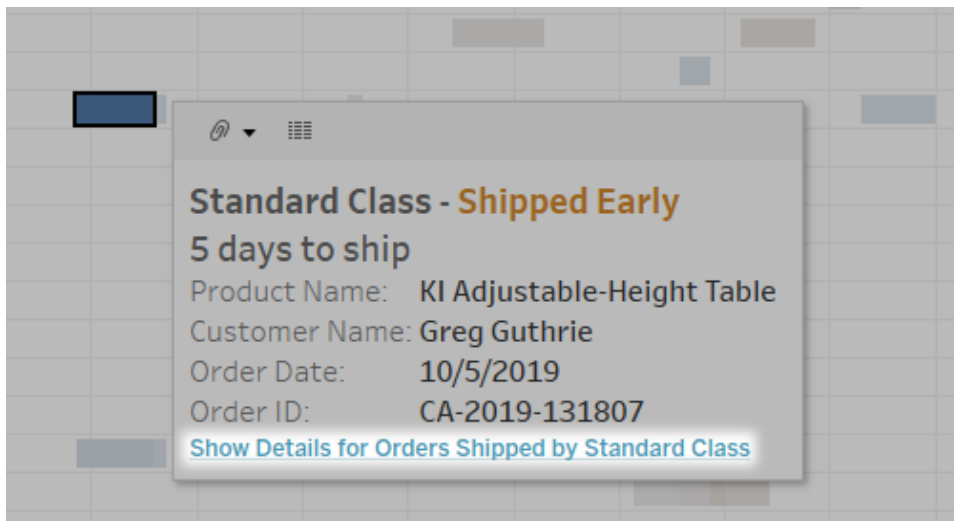 Standard Class - Shipped Early
5 days to ship
Product Name: KI Adjustable-Height Table
Customer Name: Greg Guthrie
Order Date: 10/5/2019
Order ID: CA-2019-131807
Show Details for Orders Shipped by Standard Class